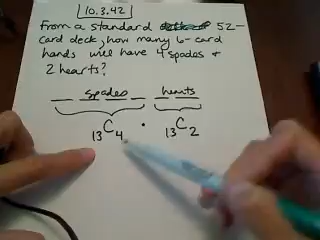 10.3.42
From a standard 52-
card deck, how many 6-card
hands will have 4 spades &
2 hearts?
spades hearts
13C4 · 13C2